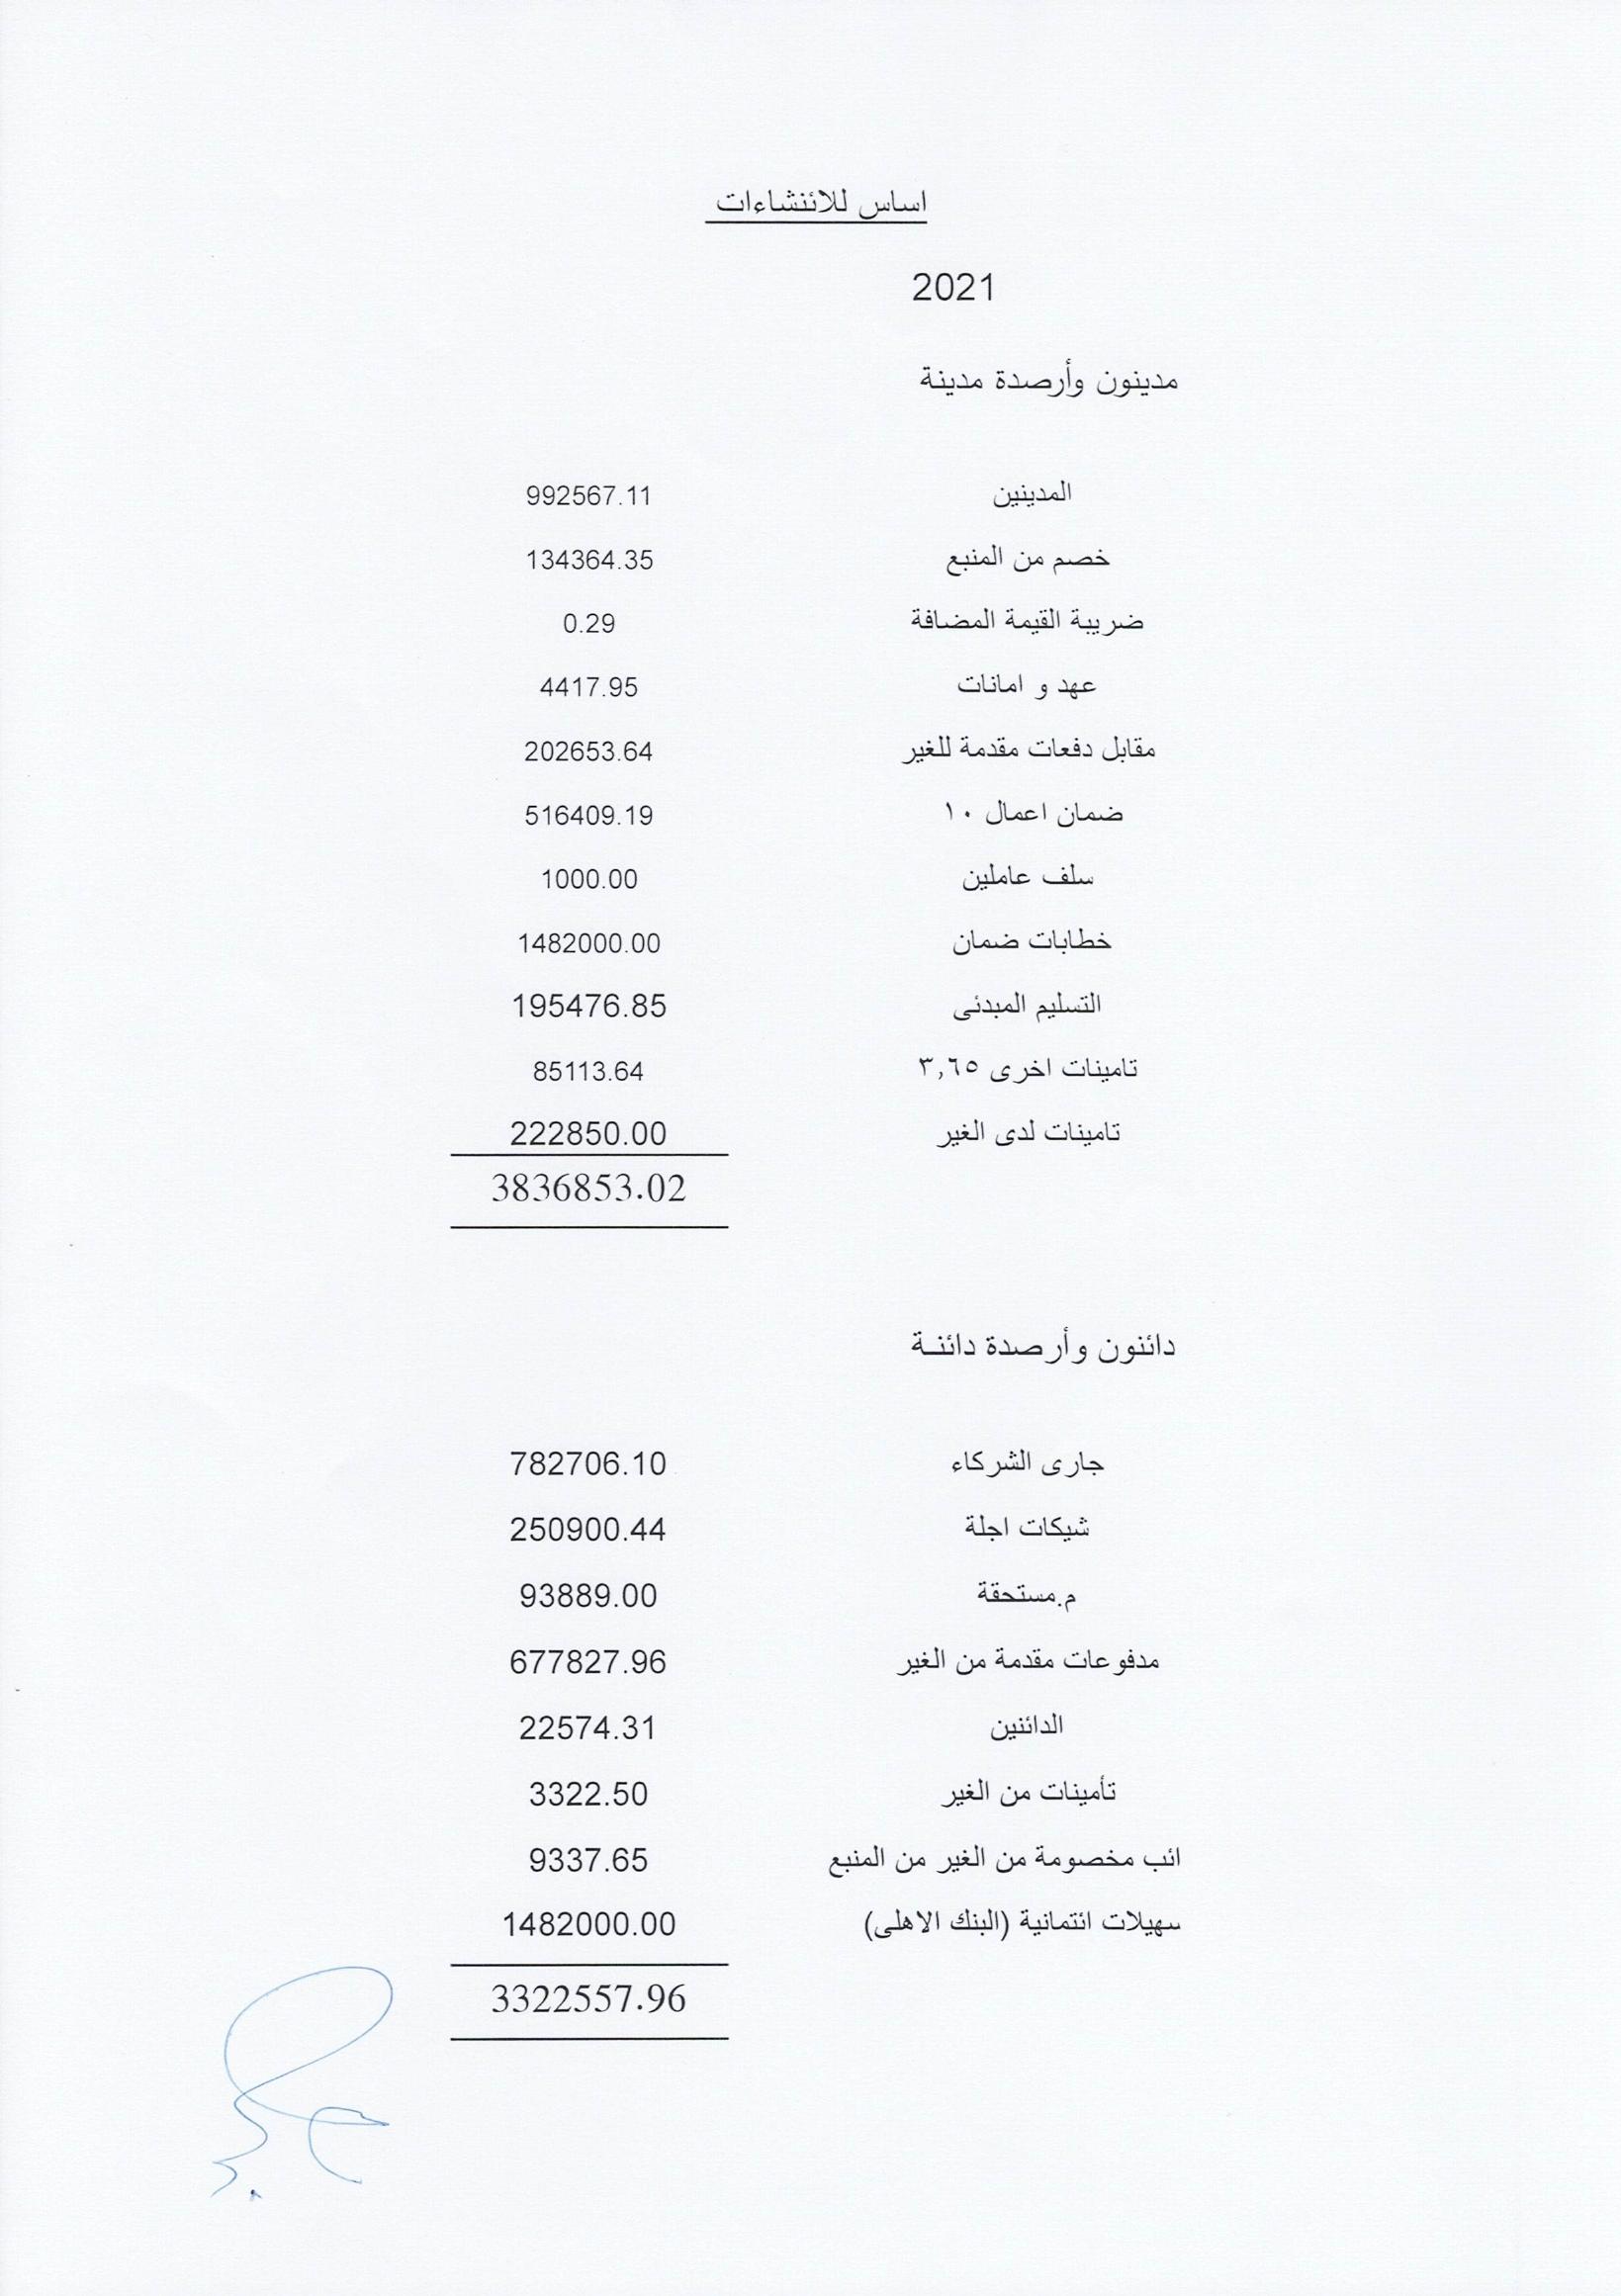 اساس للائنشاءات
2021
مدينون وأرصدة مدينة
المدينين 992567.11
خصم من المنبع 134364.35
ضريبة القيمة المضافة 0.29
عهد و امانات 4417.95
مقابل دفعات مقدمة للغير 202653.64
ضمان اعمال ١٠ 516409.19
سلف عاملين 1000.00
خطابات ضمان 1482000.00
التسليم المبدئى 195476.85
تامينات اخرى ٣,٦٥ 85113.64
تامينات لدى الغير 222850.00
3836853.02
دائنون وأرصدة دائنـة
جارى الشركاء 782706.10
شيكات اجلة 250900.44
م.مستحقة 93889.00
مدفوعات مقدمة من الغير 677827.96
الدائنين 22574.31
تأمينات من الغير 3322.50
ائب مخصومة من الغير من المنبع 9337.65
سهيلات ائتمانية (البنك الاهلى) 1482000.00
3322557.96